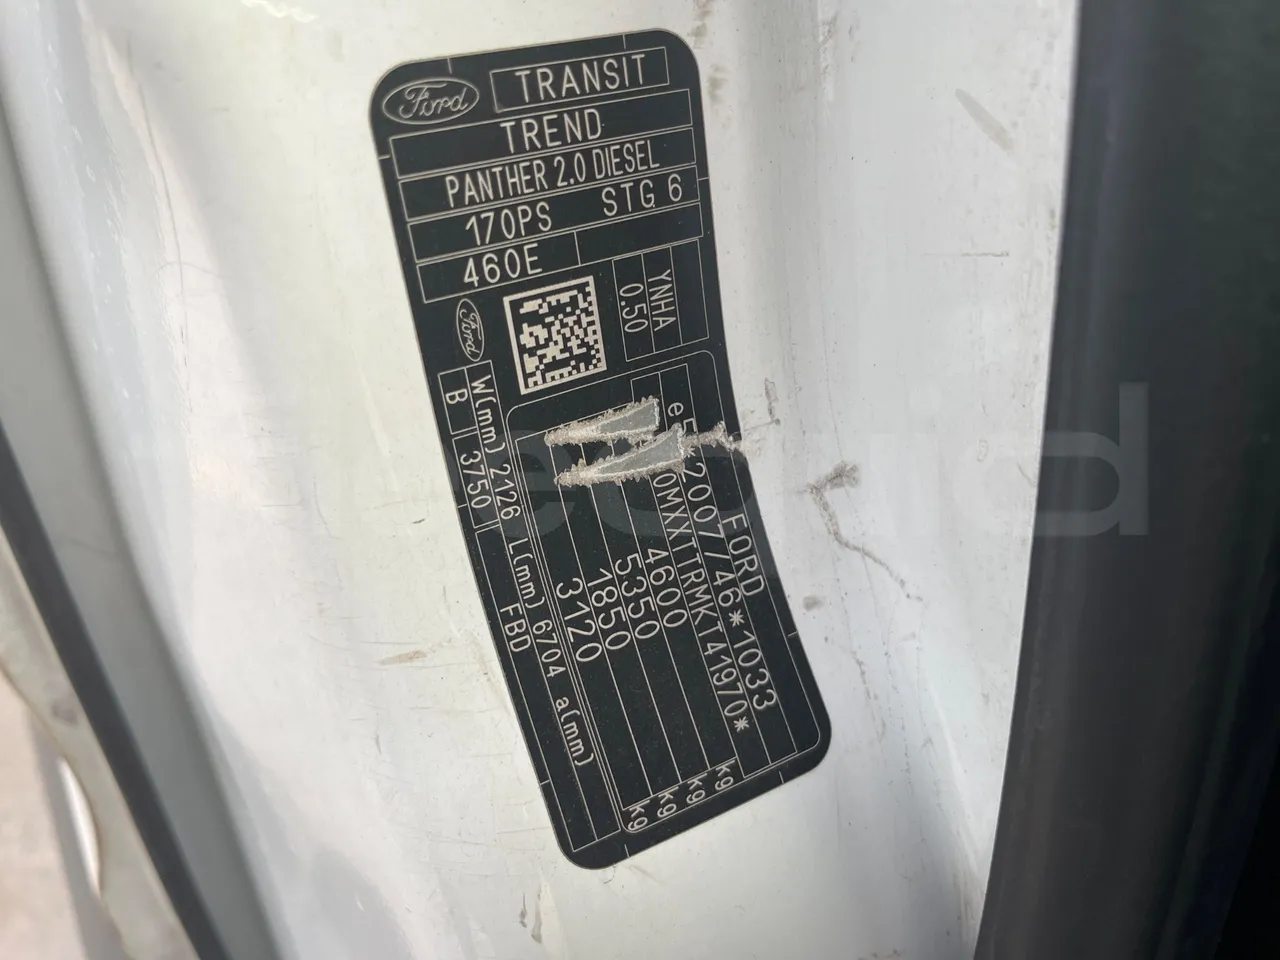 Ford TRANSIT
TREND
PANTHER 2.0 DIESEL
170PS STG 6
460E
YNHA
0.50
Ford
FORD
*2007/46*1033
0MXXTTRMKT41970*
4600 kg
5350 kg
1850 kg
3120 kg
W(mm) 2126 L(mm) 6704 a(mm)
B 3750 FBD